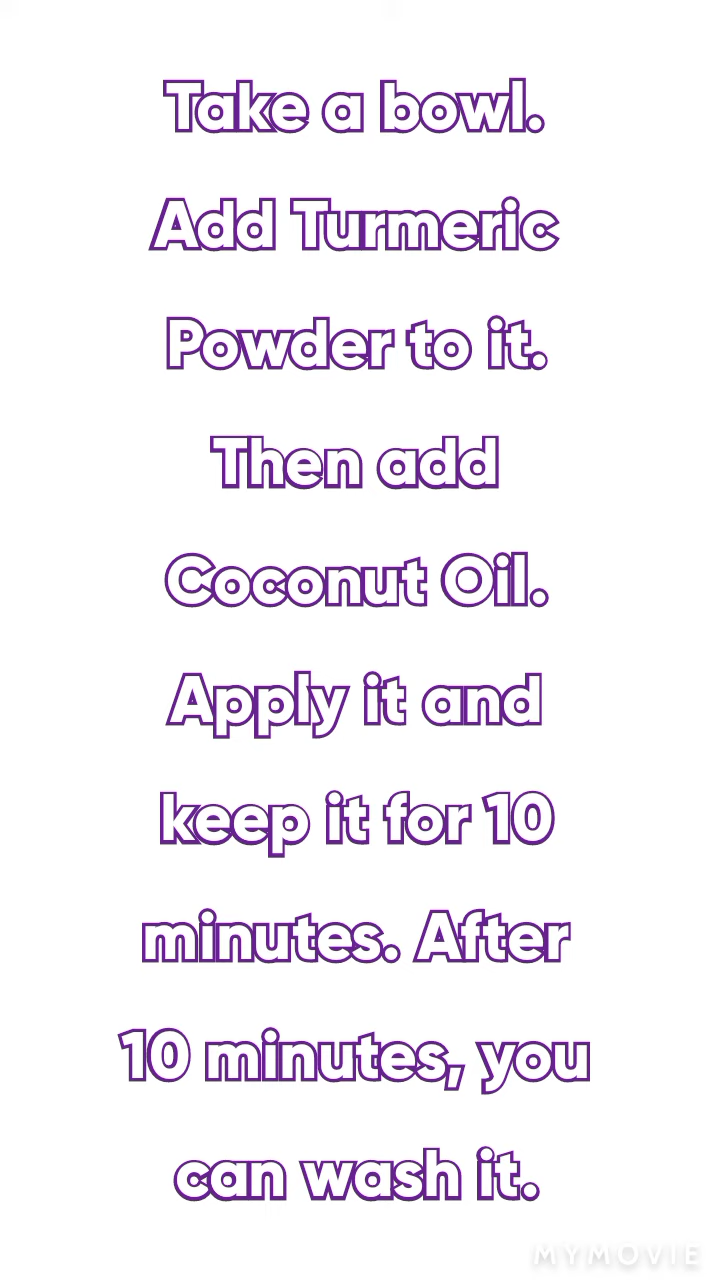 Take a bowl.
Add Turmeric
Powder to it.
Then add
Coconut Oil.
Apply it and
keep it for 10
minutes. After
10 minutes, you
can wash it.
MYMOVIE